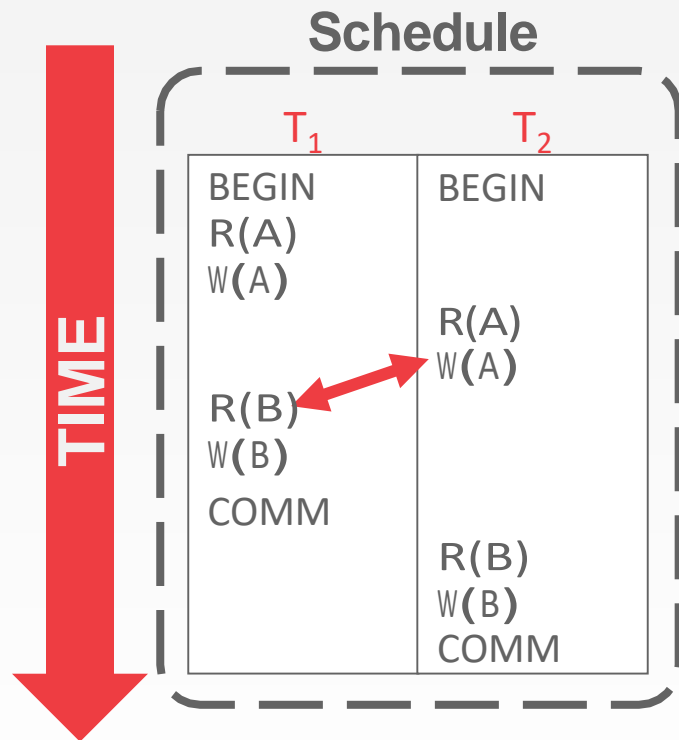 Schedule
TIME
T₁ T₂
BEGIN BEGIN
R(A)
W(A)
R(A)
W(A)
R(B)
W(B)
COMM
R(B)
W(B)
COMM